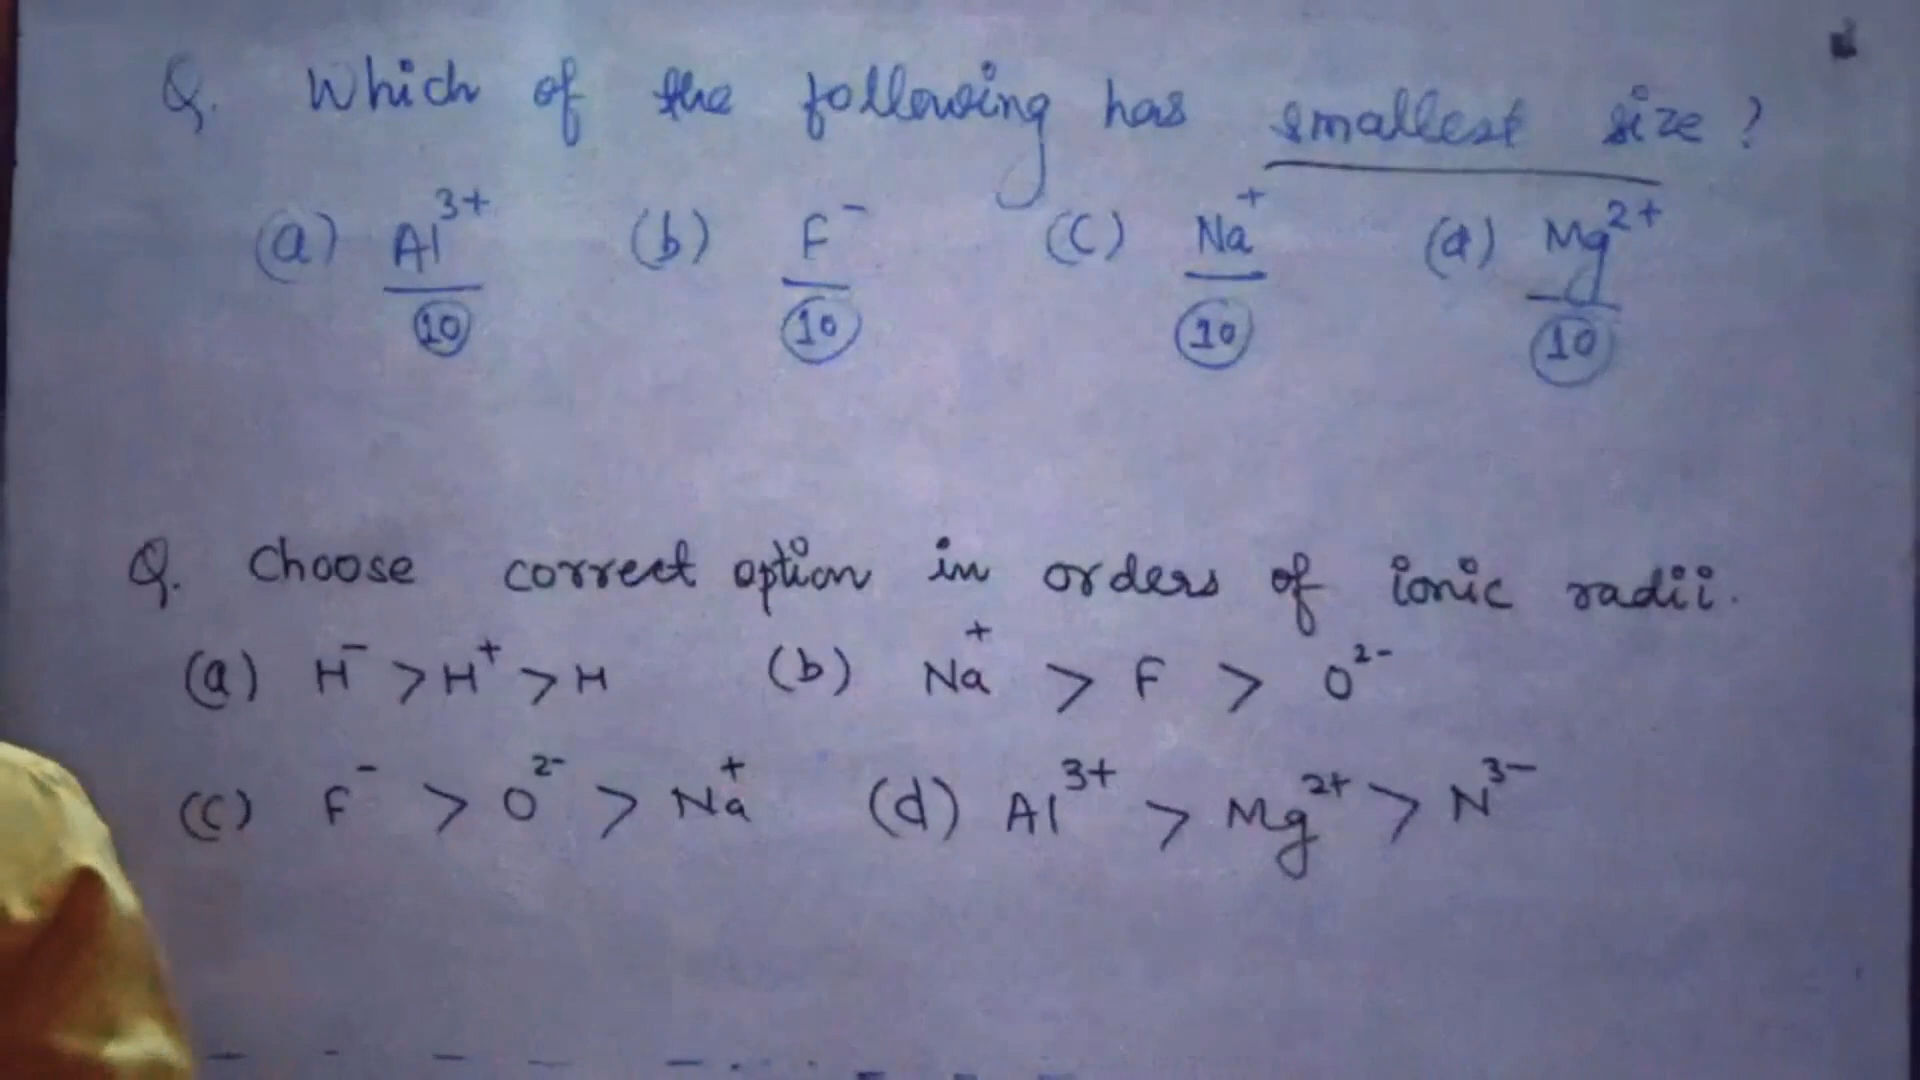 Q. Which of the following has smallest size ?
(a) Al³⁺ (b) F⁻ (C) Na⁺ (d) Mg²⁺
10 10 10 10
Q. Choose correct option in orders of ionic radii.
(a) H⁻ > H⁺ > H (b) Na⁺ > F > O²⁻
(C) F⁻ > O²⁻ > Na⁺ (d) Al³⁺ > Mg²⁺ > N³⁻